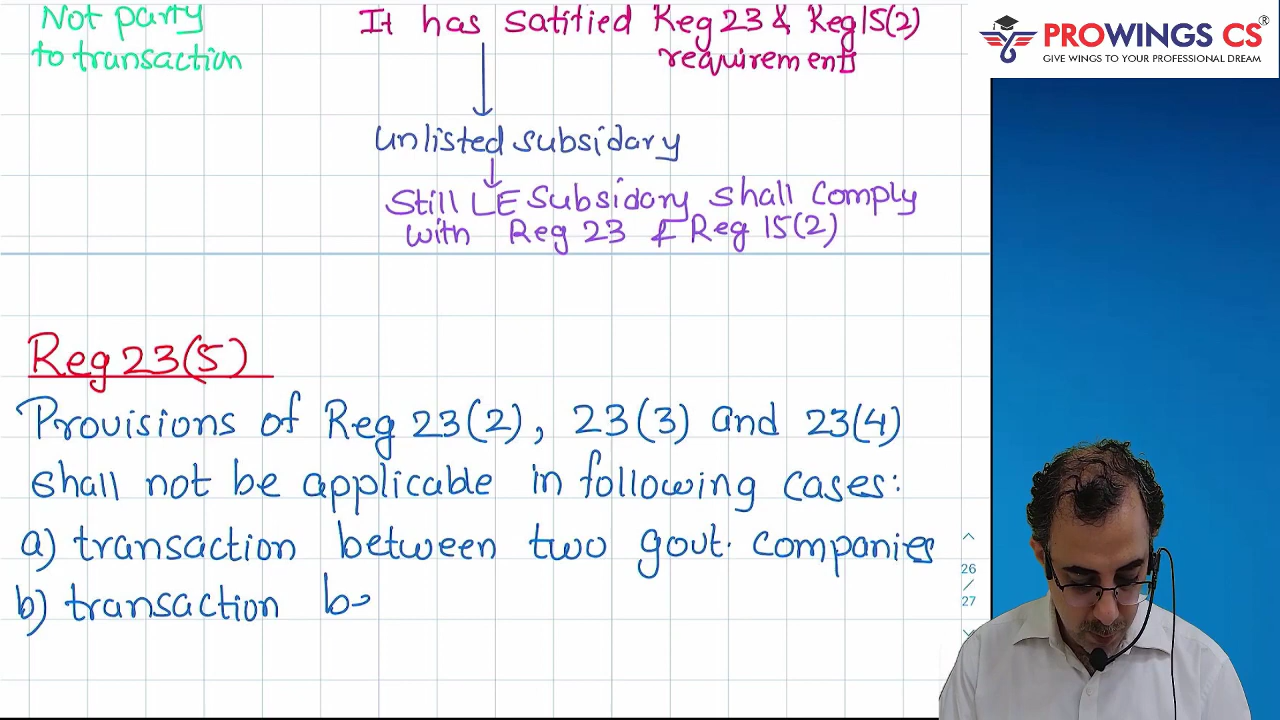 Not party
to transaction
It has satified Reg 23 & Reg 15(2)
requirements
PROWINGS CS®
GIVE WINGS TO YOUR PROFESSIONAL DREAM
unlisted subsidary
Still LE Subsidary shall comply
with Reg 23 & Reg 15(2)
Reg 23(5)
Provisions of Reg 23(2), 23(3) and 23(4)
shall not be applicable in following cases:
a) transaction between two govt. companies
b) transaction be
26
/
27